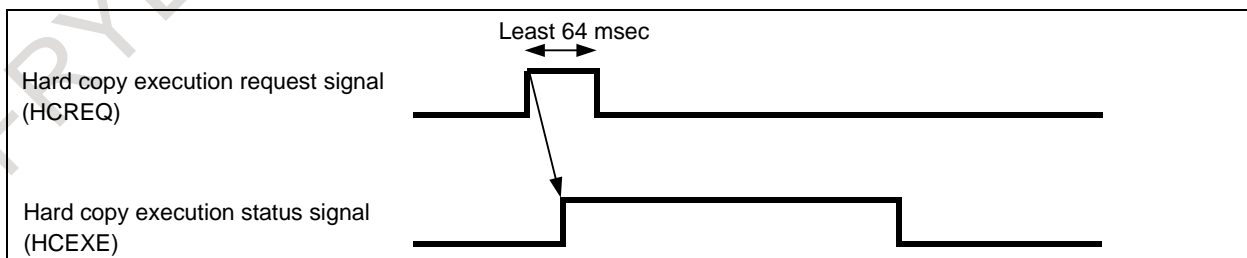 Least 64 msec
Hard copy execution request signal
(HCREQ)
Hard copy execution status signal
(HCEXE)